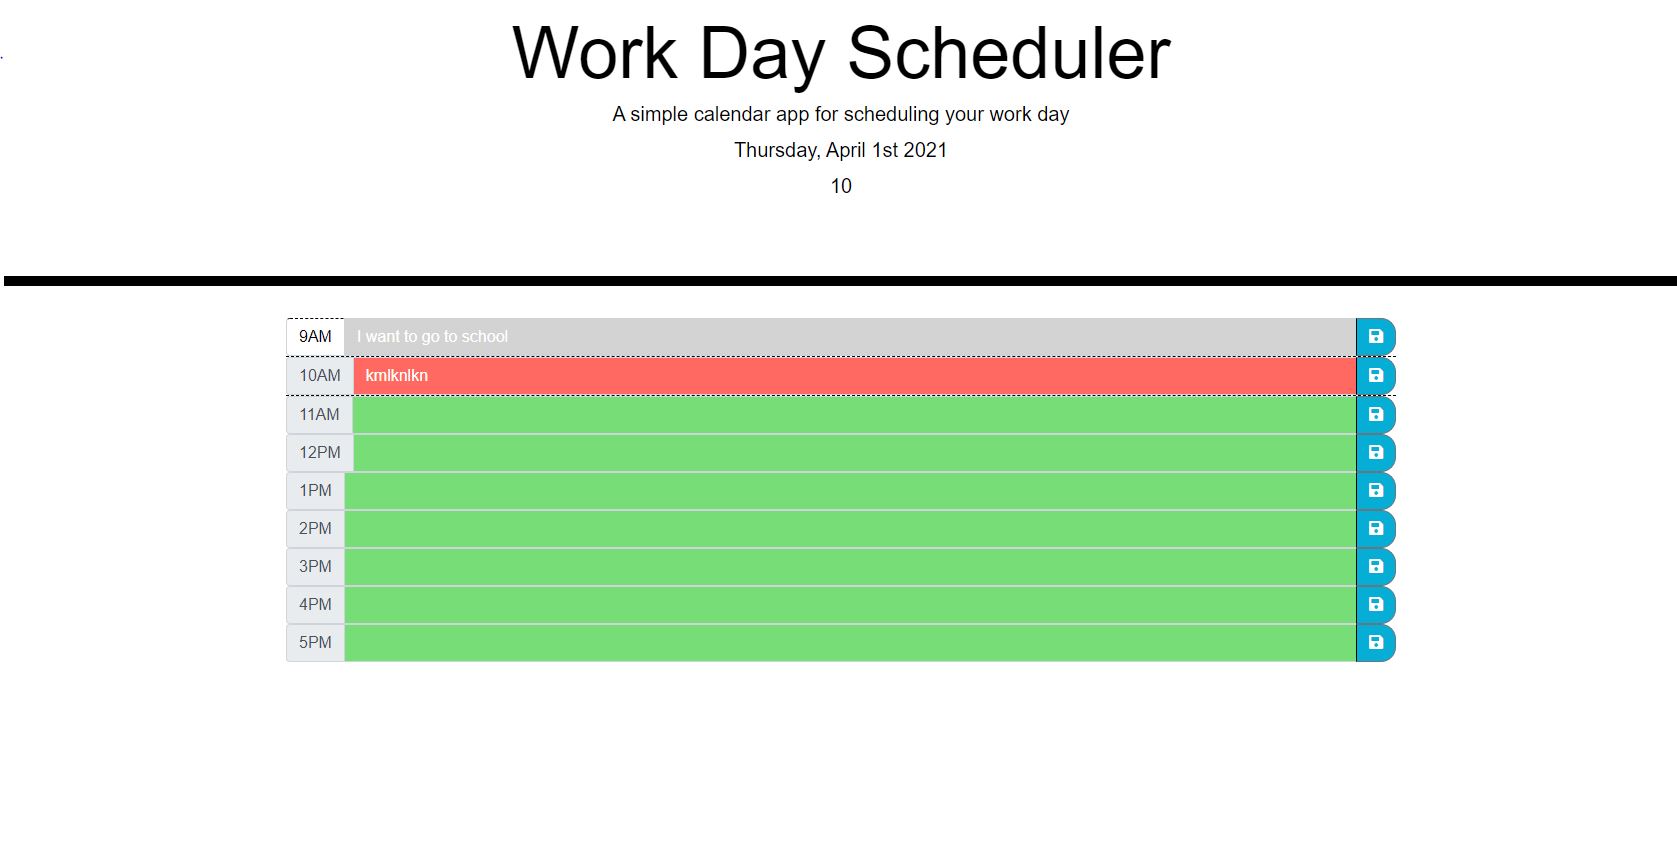 Work Day Scheduler
A simple calendar app for scheduling your work day
Thursday, April 1st 2021
10
9AM I want to go to school
10AM kmlknlkn
11AM
12PM
1PM
2PM
3PM
4PM
5PM